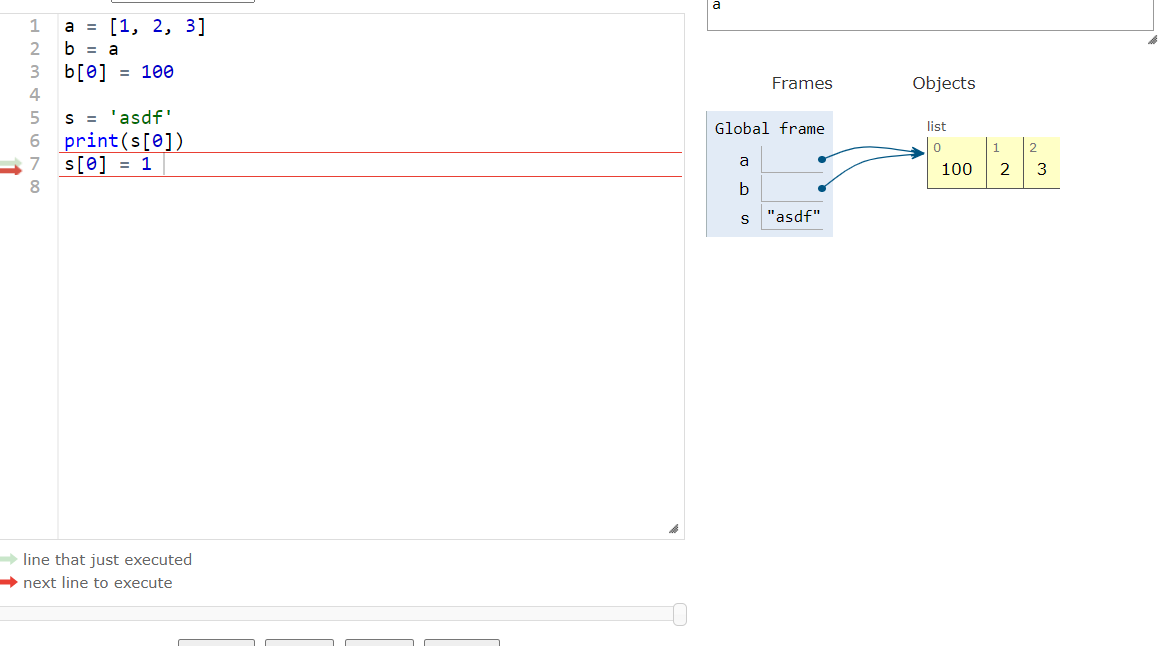 a
1 a = [1, 2, 3]
2 b = a
3 b[0] = 100
4
5 s = 'asdf'
6 print(s[0])
7 s[0] = 1
8
line that just executed
next line to execute
Frames Objects
Global frame
a
b
s "asdf"
list
0 1 2
100 2 3